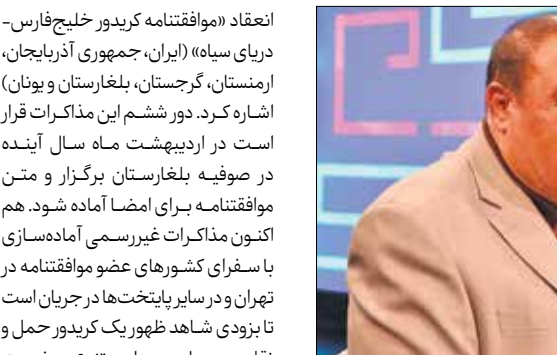 انعقاد «موافقتنامه کریدور خلیج‌فارس-
دریای سیاه» (ایران، جمهوری آذربایجان،
ارمنستان، گرجستان، بلغارستان و یونان)
اشاره کرد. دور ششم این مذاکرات قرار
است در اردیبهشت ماه سال آینده
در صوفیه بلغارستان برگزار و متن
موافقتنامه برای امضا آماده شود. هم
اکنون مذاکرات غیررسمی آماده‌سازی
با سفرای کشورهای عضو موافقتنامه در
تهران و در سایر پایتخت‌ها در جریان است
تا بزودی شاهد ظهور یک کریدور حمل و